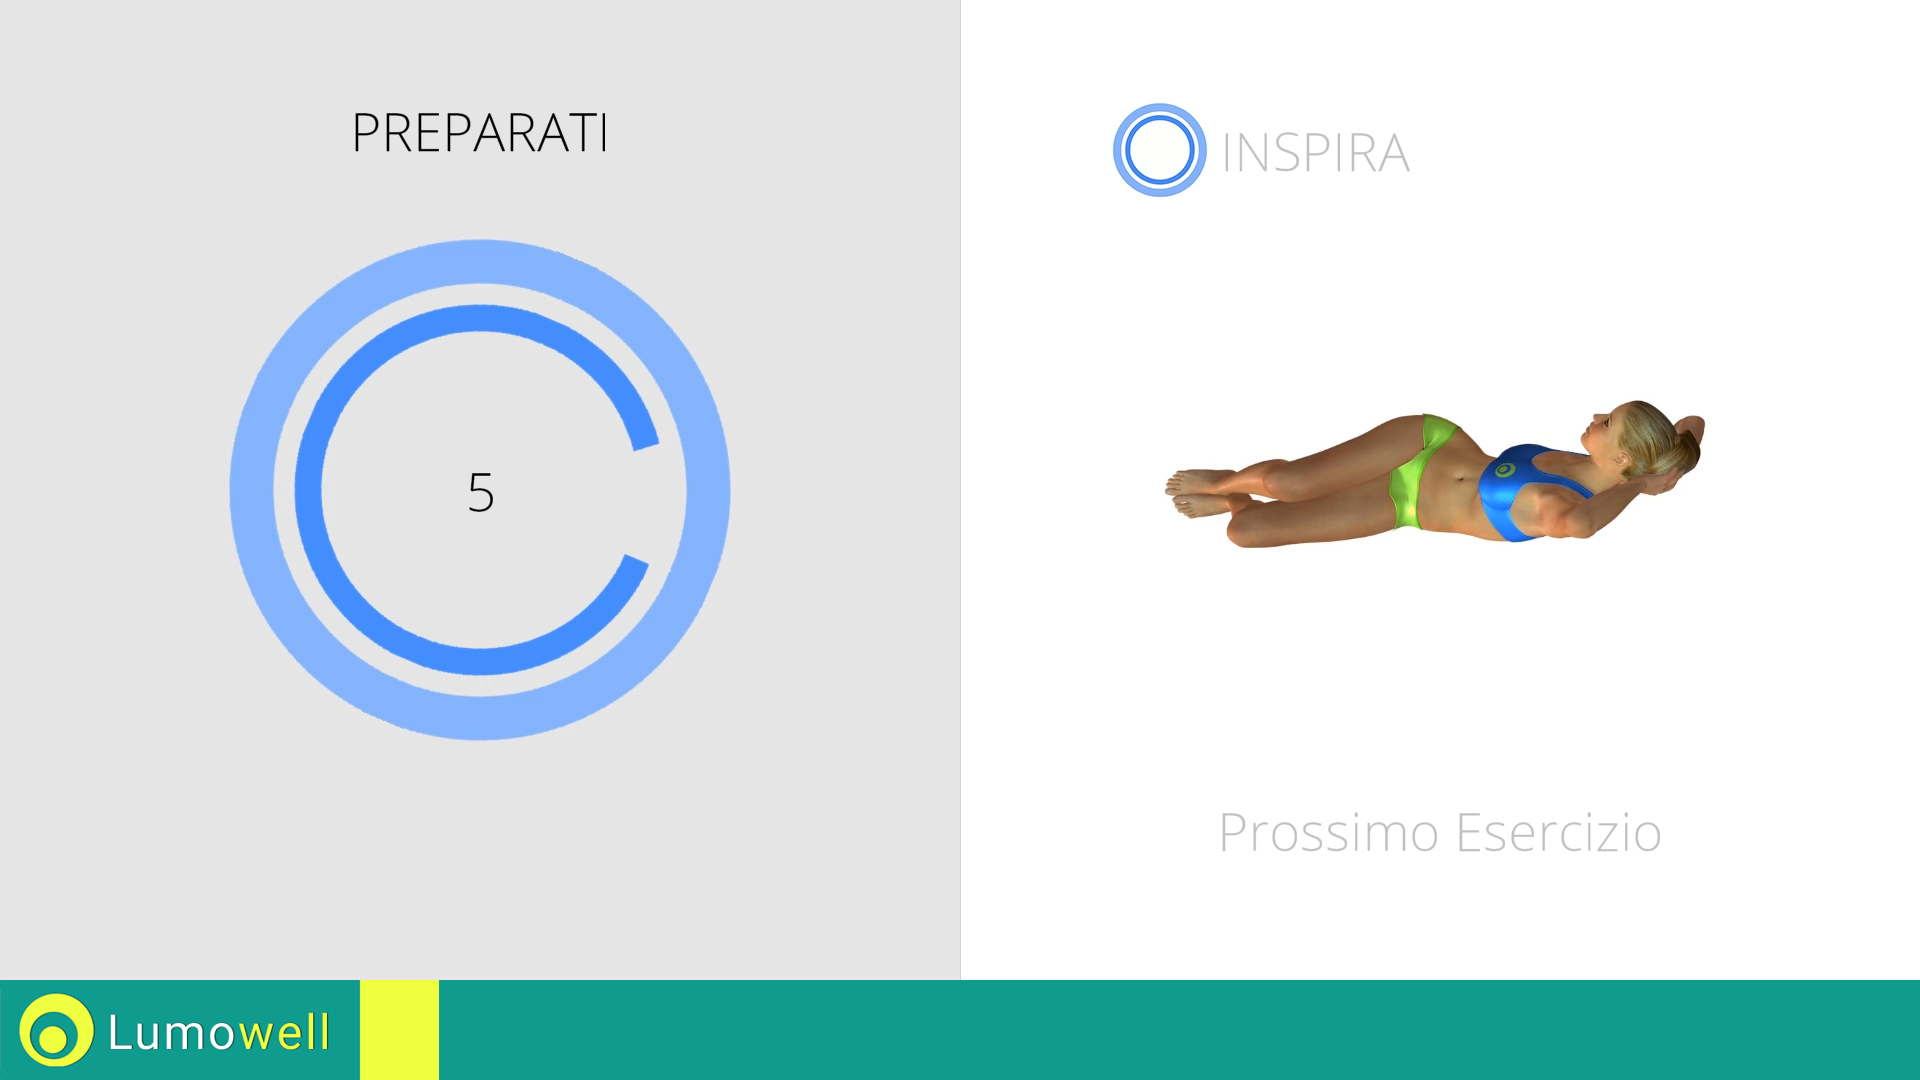 PREPARATI
5
INSPIRA
Prossimo Esercizio
Lumowell